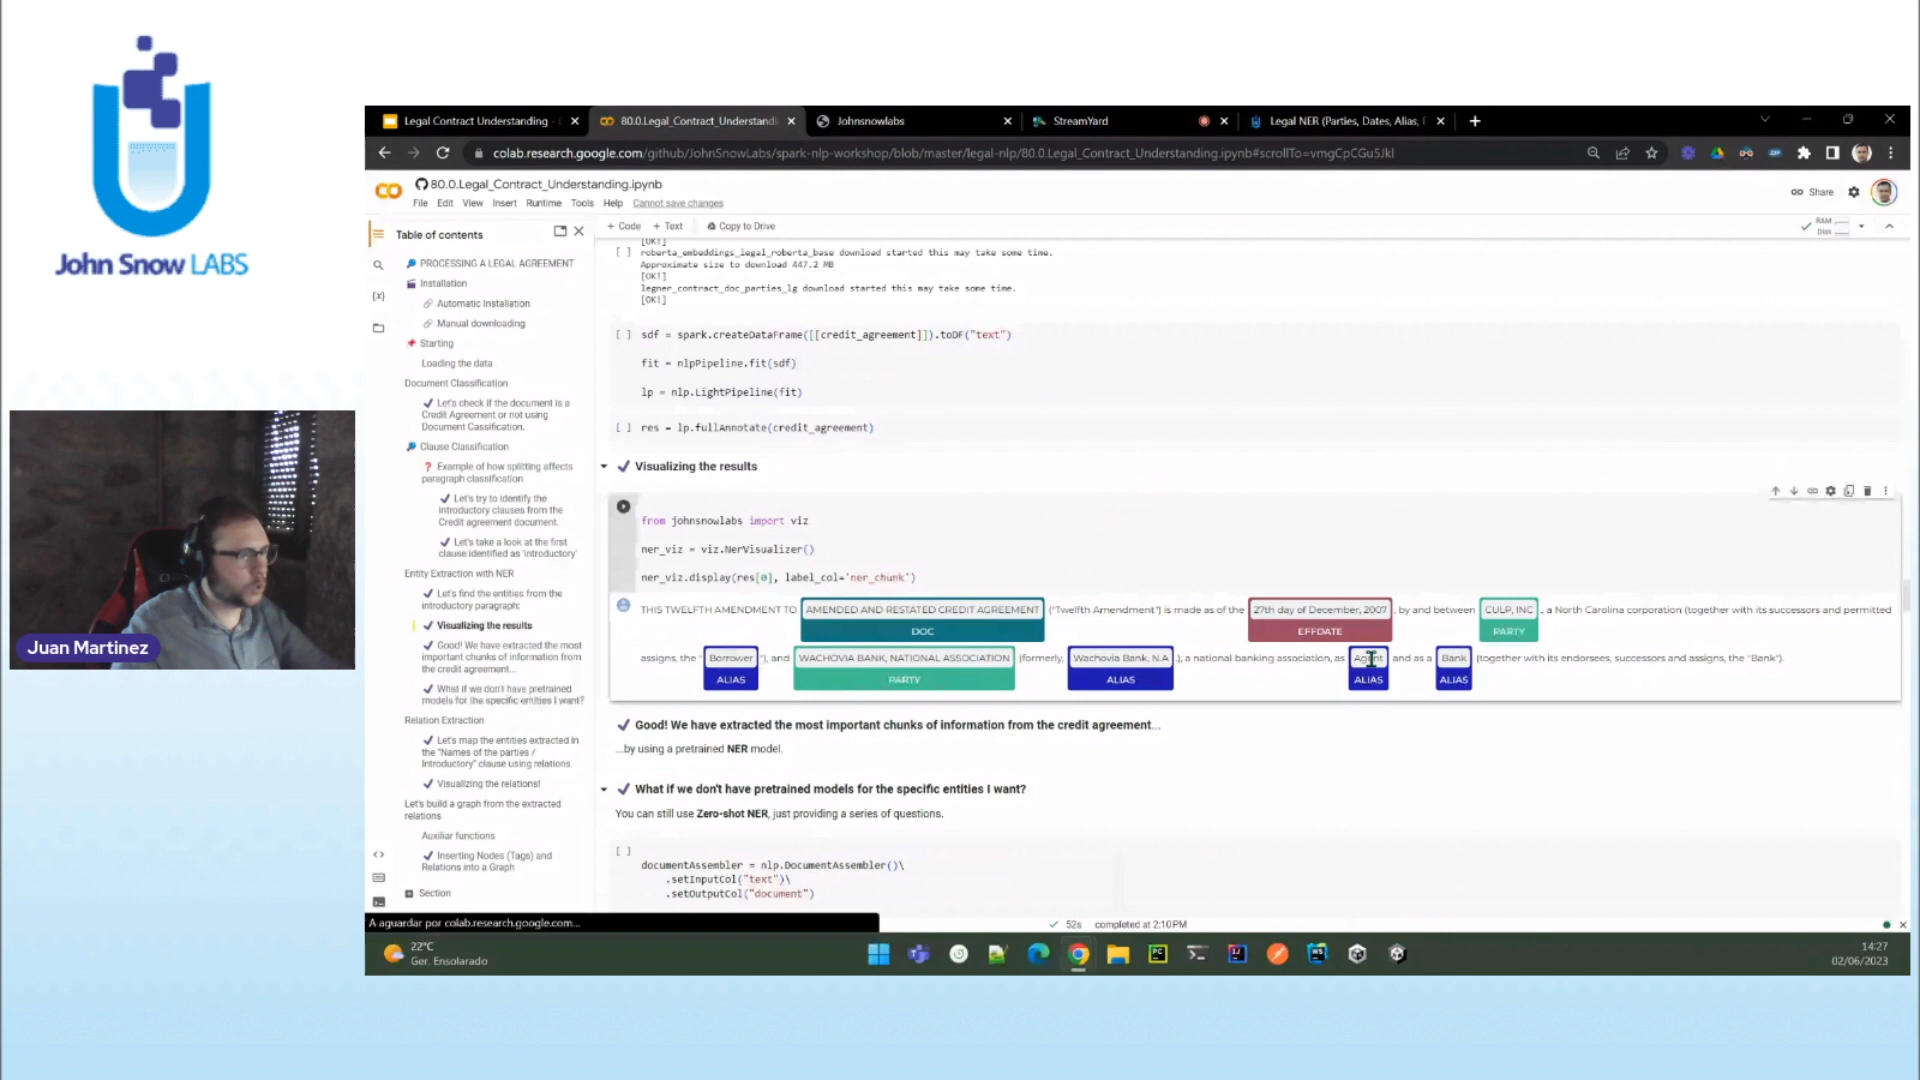 John Snow LABS
Juan Martinez
Legal Contract Understanding -
80.0.Legal_Contract_Understandi
Johnsnowlabs
StreamYard
Legal NER (Parties, Dates, Alias,
colab.research.google.com/github/JohnSnowLabs/spark-nlp-workshop/blob/master/legal-nlp/80.0.Legal_Contract_Understanding.ipynb#scrollTo=vmgCpCGu5Jkl
80.0.Legal_Contract_Understanding.ipynb
File Edit View Insert Runtime Tools Help Cannot save changes
Share
+ Code + Text Copy to Drive
RAM
Disk
Table of contents
PROCESSING A LEGAL AGREEMENT
Installation
Automatic Installation
Manual downloading
Starting
Loading the data
Document Classification
Let's check if the document is a
Credit Agreement or not using
Document Cassification.
Clause Classification
Example of how splitting affects
paragraph classification
Let's try to identify the
introductory clauses from the
Credit agreement document.
Let's take a look at the first
clause identified as 'introductory'
Entity Extraction with NER
Let's find the entities from the
introductory paragraph:
Visualizing the results
Good! We have extracted the most
important chunks of information from
the credit agreement...
What if we don't have pretrained
models for the specific entities I want?
Relation Extraction
Let's map the entities extracted in
the "Names of the parties /
Introductory" clause using relations.
Visualizing the relations!
Let's build a graph from the extracted
relations
Auxiliar functions
Inserting Nodes (Tags) and
Relations into a Graph
Section
[OK!]
[ ] roberta_embeddings_legal_roberta_base download started this may take some time.
Approximate size to download 447.2 MB
[OK!]
legner_contract_doc_parties_lg download started this may take some time.
[OK!]
[ ] sdf = spark.createDataFrame([[credit_agreement]]).toDF("text")
fit = nlpPipeline.fit(sdf)
lp = nlp.LightPipeline(fit)
[ ] res = lp.fullAnnotate(credit_agreement)
Visualizing the results
from johnsnowlabs import viz
ner_viz = viz.NerVisualizer()
ner_viz.display(res[0], label_col='ner_chunk')
THIS TWELFTH AMENDMENT TO AMENDED AND RESTATED CREDIT AGREEMENT ("Twelfth Amendment") is made as of the 27th day of December, 2007 , by and between CULP, INC ., a North Carolina corporation (together with its successors and permitted
DOC EFFDATE PARTY
assigns, the " Borrower "), and WACHOVIA BANK, NATIONAL ASSOCIATION (formerly, Wachovia Bank, N.A .), a national banking association, as Agent and as a Bank (together with its endorsees, successors and assigns, the "Bank").
ALIAS PARTY ALIAS ALIAS ALIAS
Good! We have extracted the most important chunks of information from the credit agreement...
...by using a pretrained NER model.
What if we don't have pretrained models for the specific entities I want?
You can still use Zero-shot NER, just providing a series of questions.
[ ]
documentAssembler = nlp.DocumentAssembler()\
.setInputCol("text")\
.setOutputCol("document")
A aguardar por colab.research.google.com...
52s completed at 2:10 PM
22°C
Ger. Ensolarado
14:27
02/06/2023